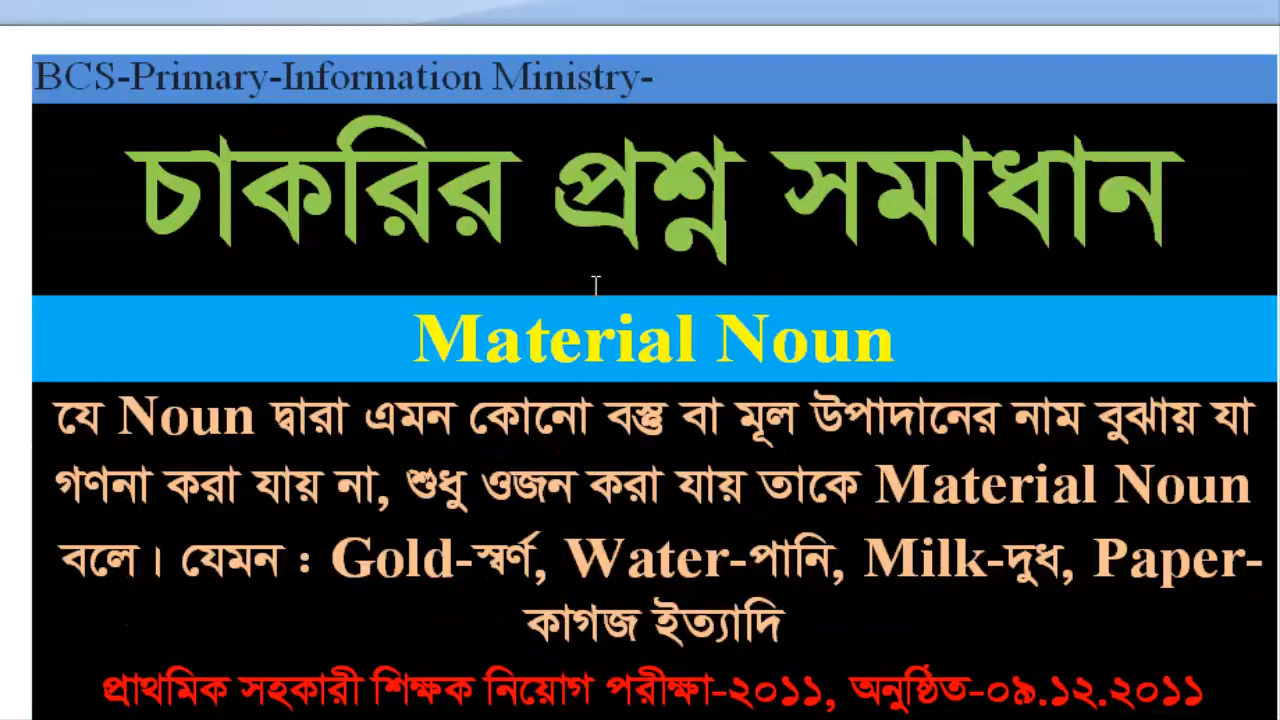 BCS-Primary-Information Ministry-
চাকরির প্রশ্ন সমাধান
Material Noun
যে Noun দ্বারা এমন কোনো বস্তু বা মূল উপাদানের নাম বুঝায় যা
গণনা করা যায় না, শুধু ওজন করা যায় তাকে Material Noun
বলে। যেমন : Gold-স্বর্ণ, Water-পানি, Milk-দুধ, Paper-
কাগজ ইত্যাদি
প্রাথমিক সহকারী শিক্ষক নিয়োগ পরীক্ষা-২০১১, অনুষ্ঠিত-০৯.১২.২০১১